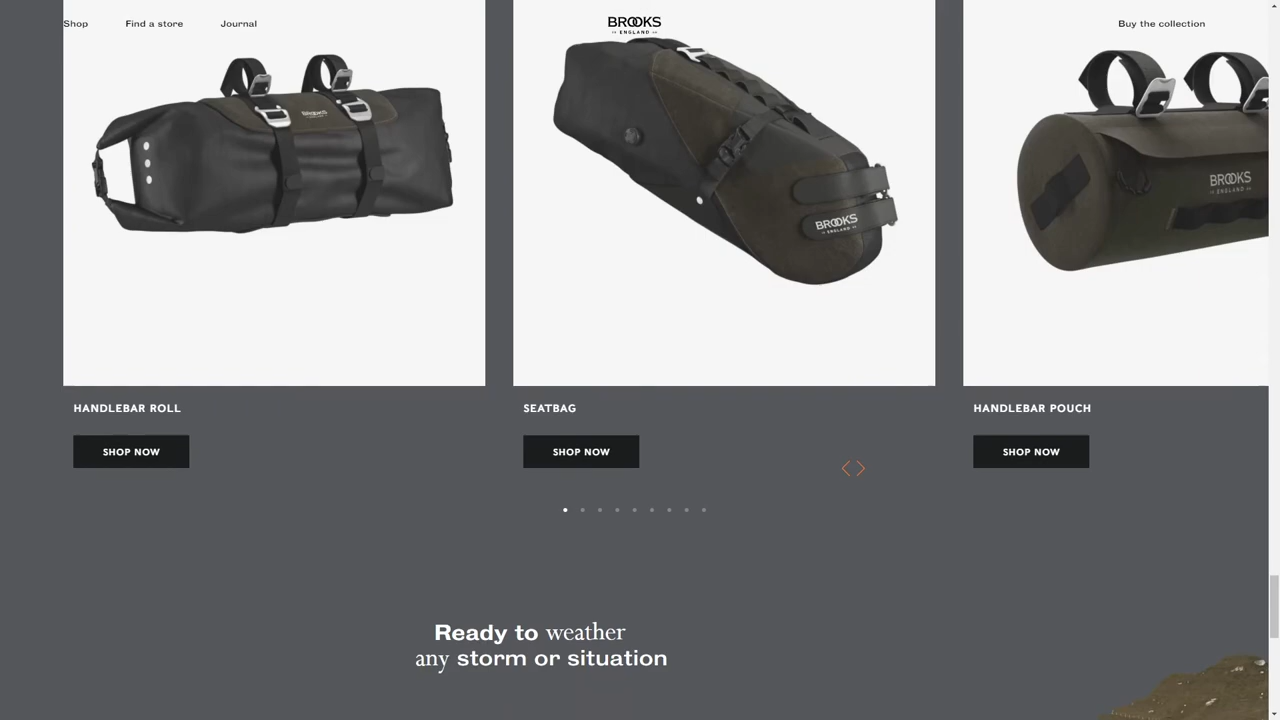 Shop
Find a store
Journal
BROOKS
ENGLAND
Buy the collection
BROOKS
BROOKS
ENGLAND
BROOKS
ENGLAND
HANDLEBAR ROLL
SEATBAG
HANDLEBAR POUCH
SHOP NOW
SHOP NOW
SHOP NOW
Ready to weather
any storm or situation